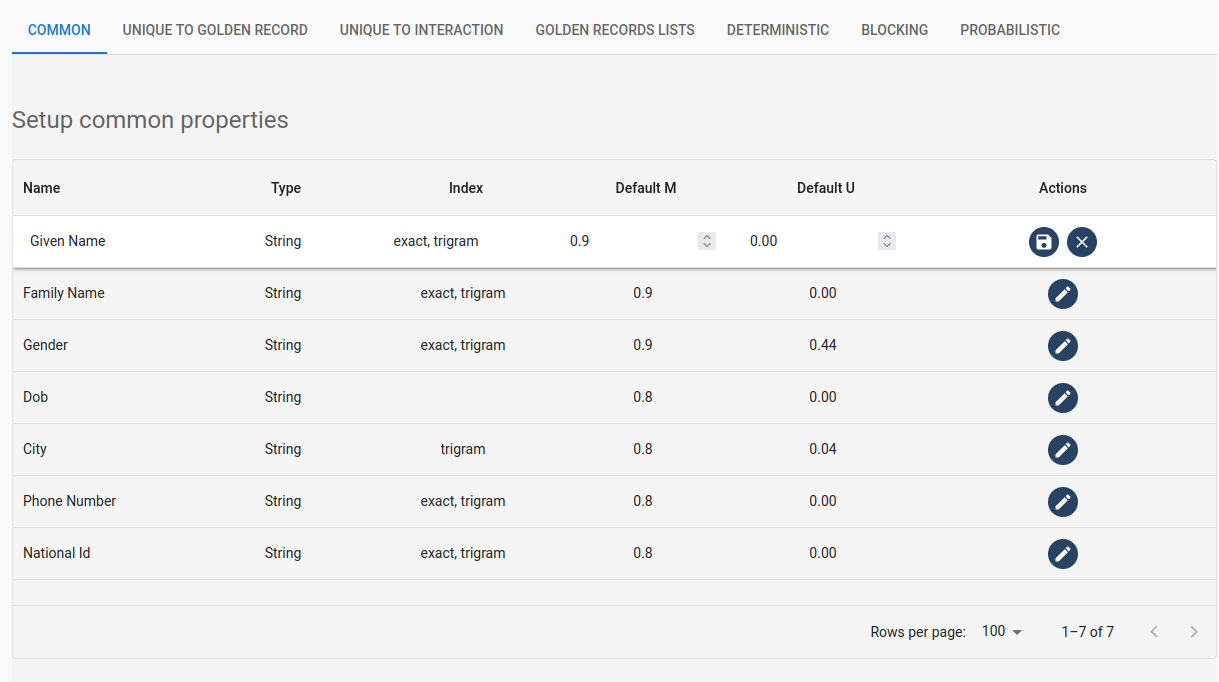 COMMON UNIQUE TO GOLDEN RECORD UNIQUE TO INTERACTION GOLDEN RECORDS LISTS DETERMINISTIC BLOCKING PROBABILISTIC
Setup common properties
Name Type Index Default M Default U Actions
Given Name String exact, trigram 0.9 0.00
Family Name String exact, trigram 0.9 0.00
Gender String exact, trigram 0.9 0.44
Dob String 0.8 0.00
City String trigram 0.8 0.04
Phone Number String exact, trigram 0.8 0.00
National Id String exact, trigram 0.8 0.00
Rows per page: 100 1–7 of 7